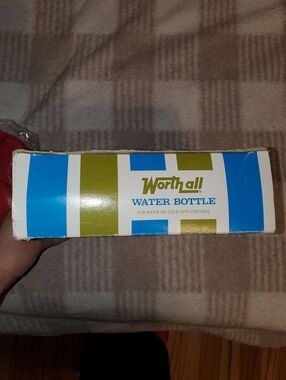 Worthall
WATER BOTTLE
FOR WARM OR COLD APPLICATIONS